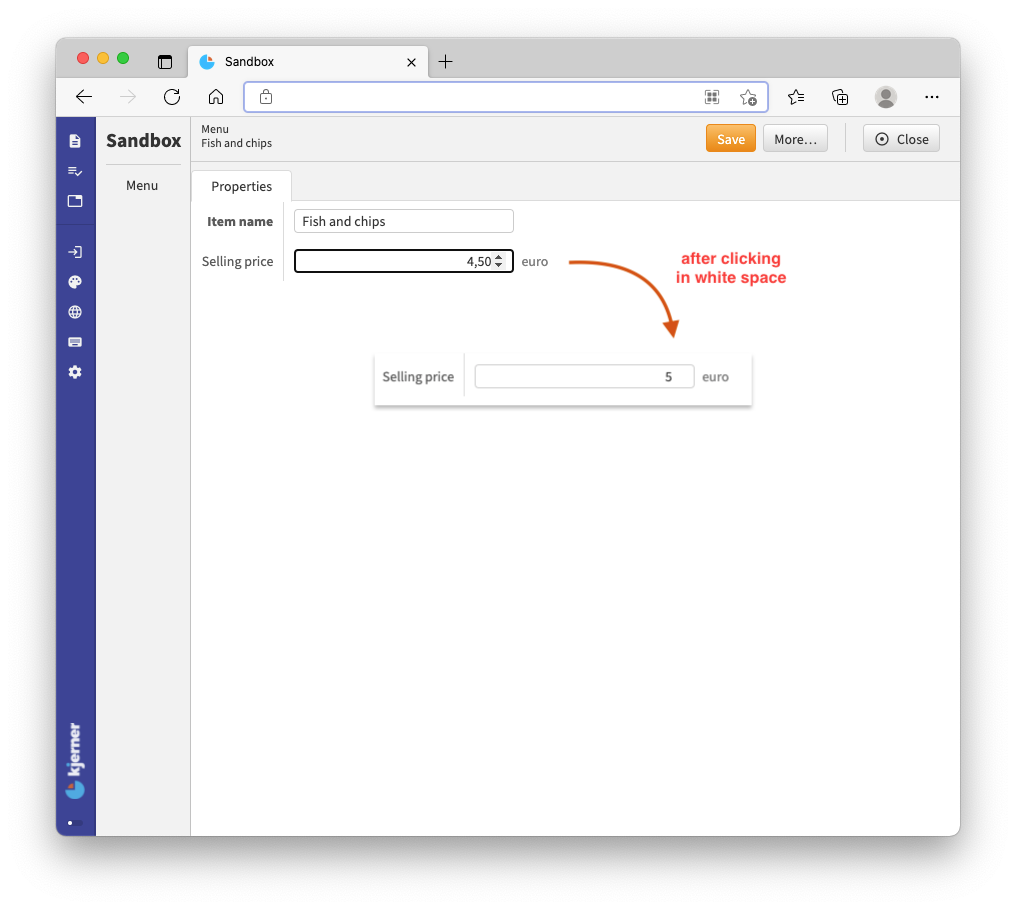 Sandbox
Sandbox
Menu
Fish and chips
Save
More...
Close
Menu
Properties
Item name
Fish and chips
Selling price
4,50
euro
after clicking
in white space
Selling price
5
euro
kjerner